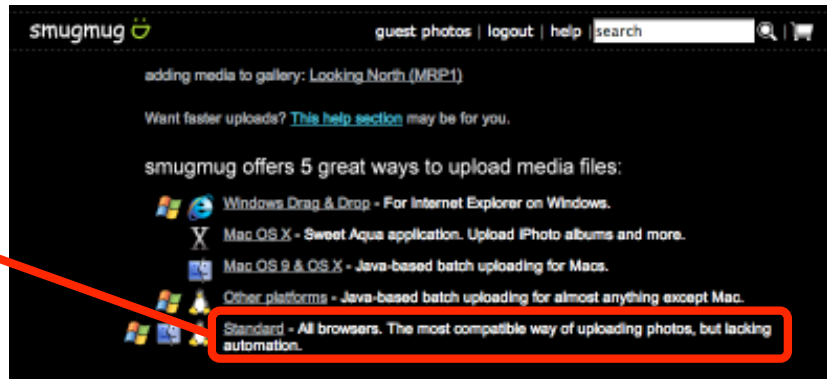 smugmug
guest photos | logout | help | search
adding media to gallery: Looking North (MRP1)
Want faster uploads? This help section may be for you.
smugmug offers 5 great ways to upload media files:
Windows Drag & Drop - For Internet Explorer on Windows.
Mac OS X - Sweet Aqua application. Upload iPhoto albums and more.
Mac OS 9 & OS X - Java-based batch uploading for Macs.
Other platforms - Java-based batch uploading for almost anything except Mac.
Standard - All browsers. The most compatible way of uploading photos, but lacking
automation.